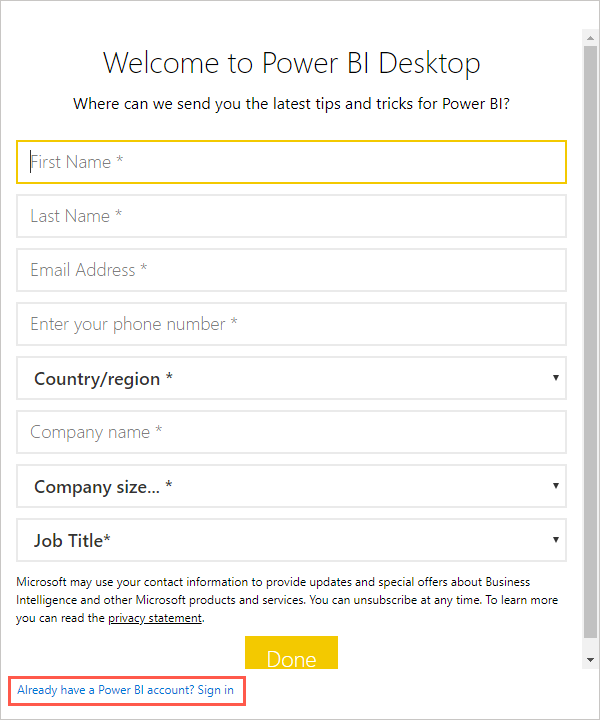 Welcome to Power BI Desktop
Where can we send you the latest tips and tricks for Power BI?
First Name *
Last Name *
Email Address *
Enter your phone number *
Country/region *
Company name *
Company size... *
Job Title*
Microsoft may use your contact information to provide updates and special offers about Business
Intelligence and other Microsoft products and services. You can unsubscribe at any time. To learn more
you can read the privacy statement.
Done
Already have a Power BI account? Sign in